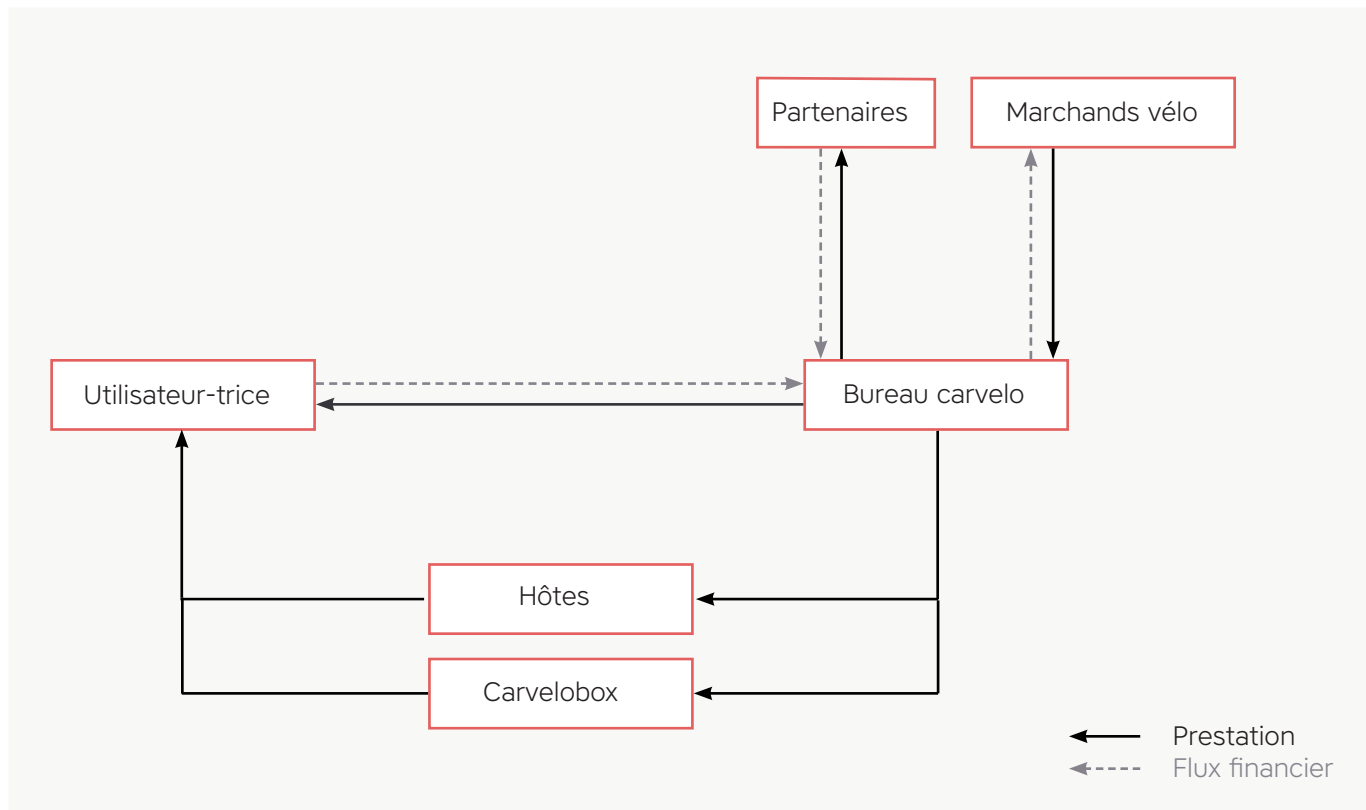 Partenaires
Marchands vélo
Utilisateur-trice
Bureau carvelo
Hôtes
Carvelobox
Prestation
Flux financier